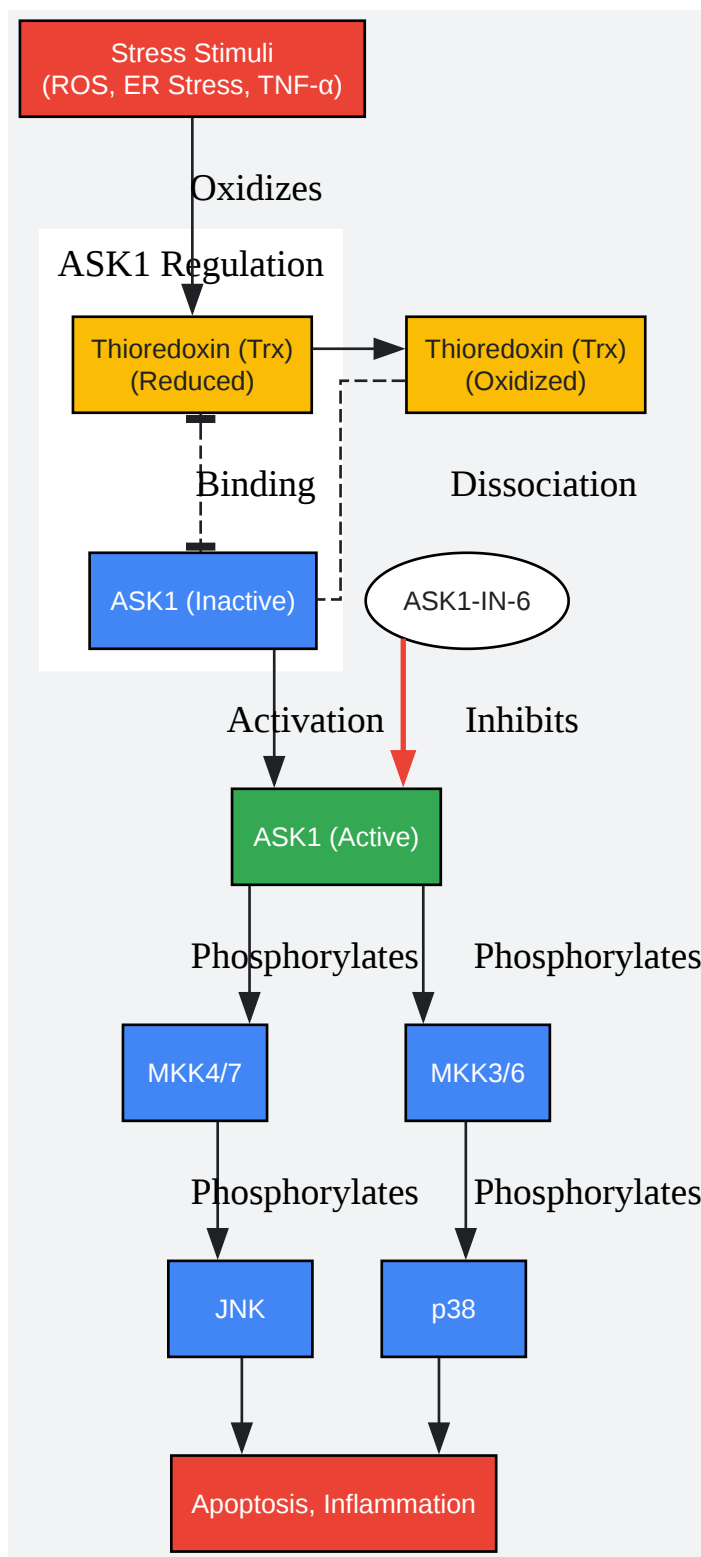 Stress Stimuli
(ROS, ER Stress, TNF-α)
Oxidizes
ASK1 Regulation
Thioredoxin (Trx)
(Reduced)
Thioredoxin (Trx)
(Oxidized)
Binding
Dissociation
ASK1 (Inactive)
ASK1-IN-6
Activation
Inhibits
ASK1 (Active)
Phosphorylates
Phosphorylates
MKK4/7
MKK3/6
Phosphorylates
Phosphorylates
JNK
p38
Apoptosis, Inflammation